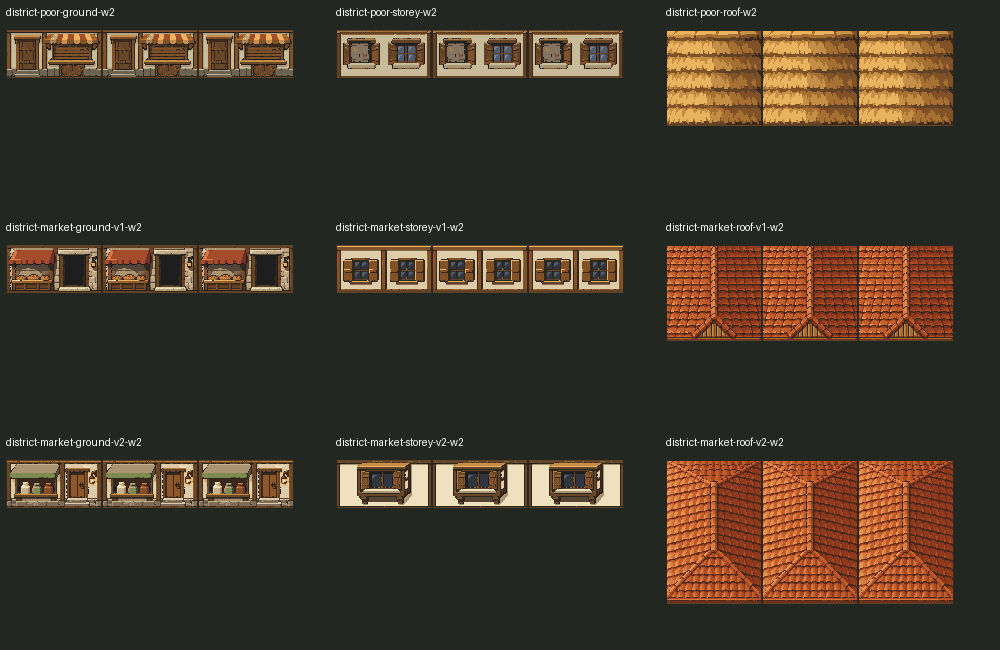 district-poor-ground-w2
district-poor-storey-w2
district-poor-roof-w2
district-market-ground-v1-w2
district-market-storey-v1-w2
district-market-roof-v1-w2
district-market-ground-v2-w2
district-market-storey-v2-w2
district-market-roof-v2-w2